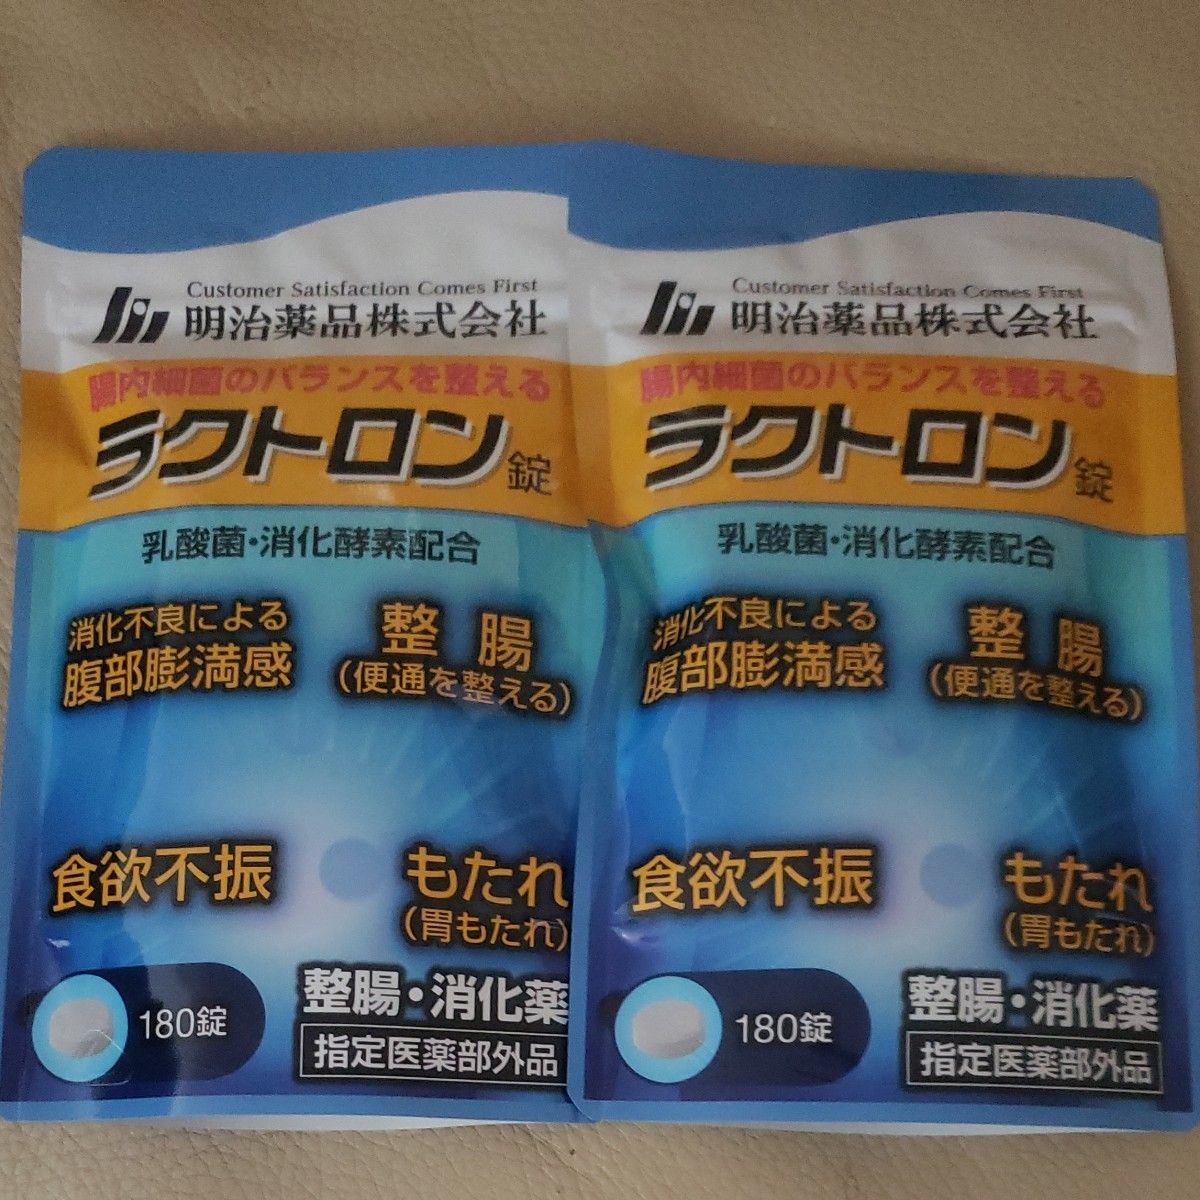 Customer Satisfaction Comes First
明治薬品株式会社
腸内細菌のバランスを整える
ラクトロン錠
乳酸菌・消化酵素配合
消化不良による
腹部膨満感
整腸
(便通を整える)
食欲不振
もたれ
(胃もたれ)
180錠
整腸・消化薬
指定医薬部外品
Customer Satisfaction Comes First
明治薬品株式会社
腸内細菌のバランスを整える
ラクトロン錠
乳酸菌・消化酵素配合
消化不良による
腹部膨満感
整腸
(便通を整える)
食欲不振
もたれ
(胃もたれ)
180錠
整腸・消化薬
指定医薬部外品